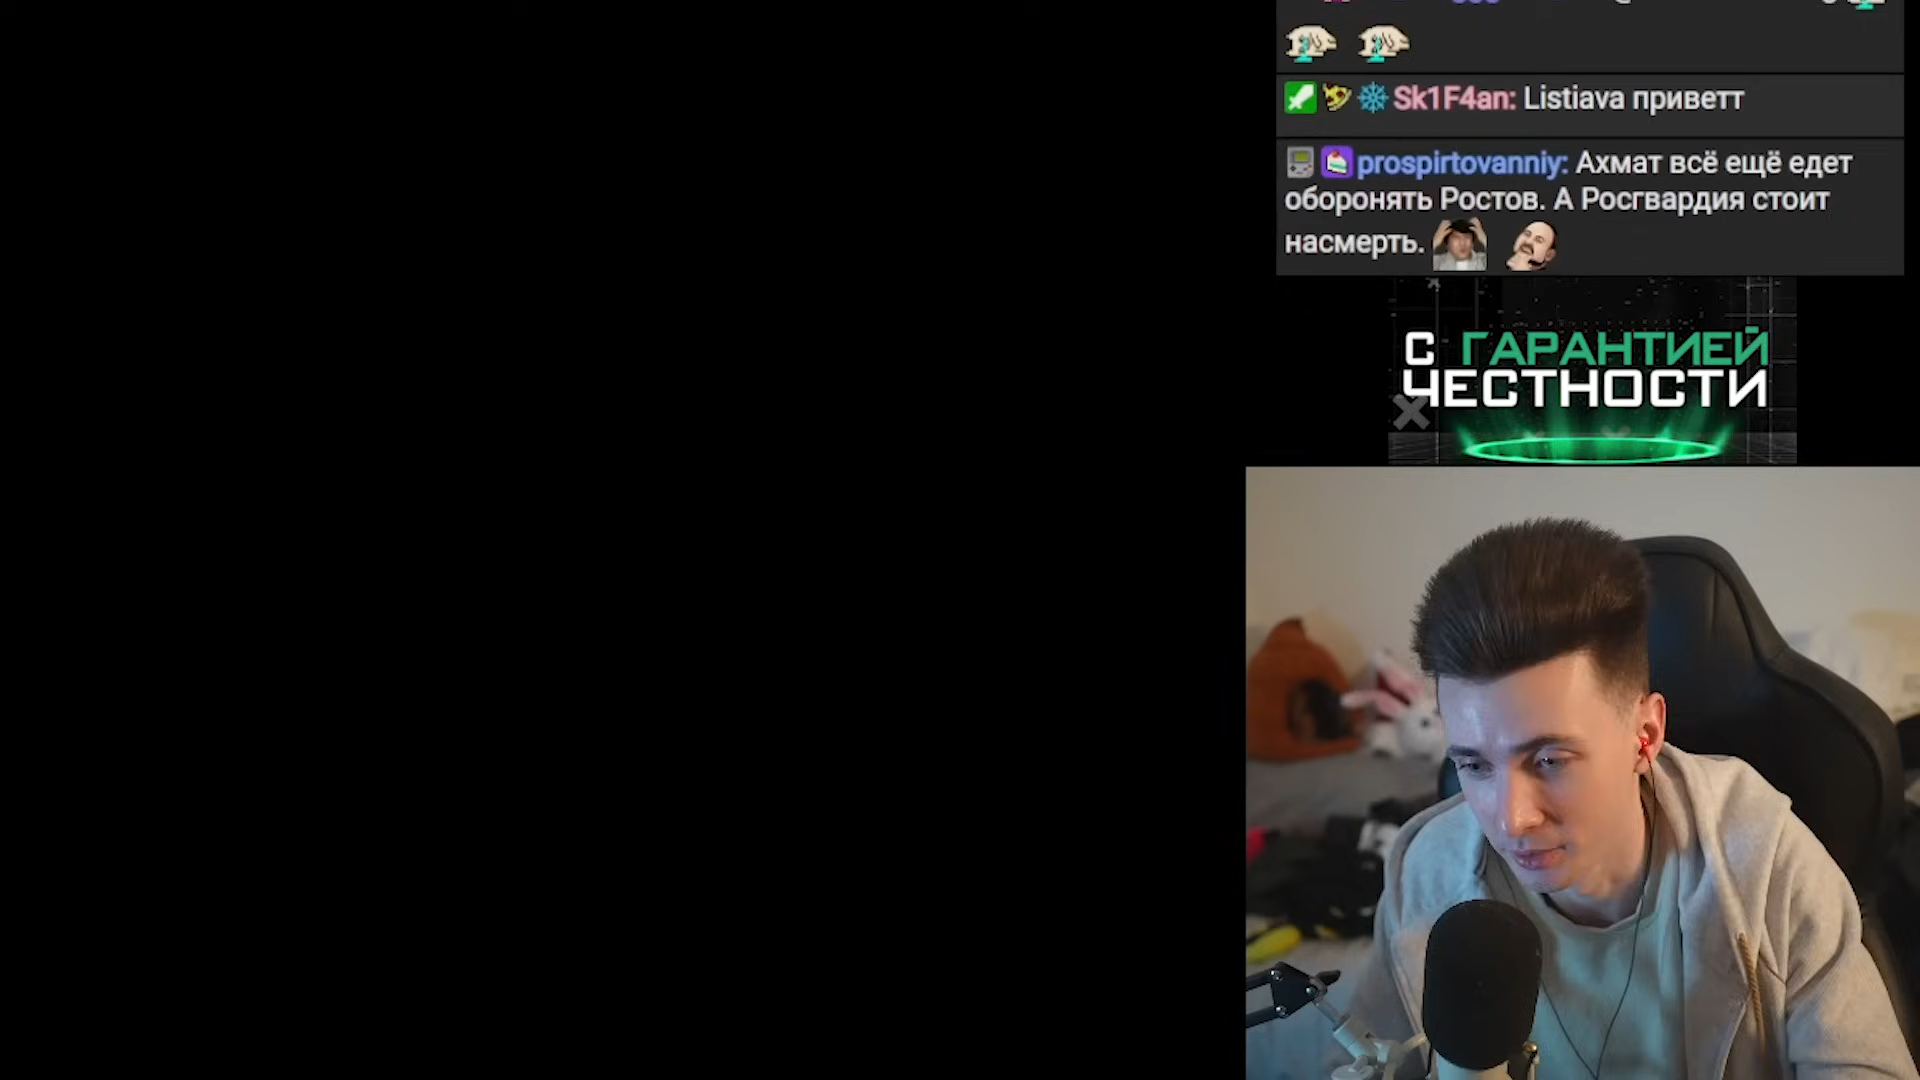 Sk1F4an: Listiava приветт
prospirtovanniy: Ахмат всё ещё едет
оборонять Ростов. А Росгвардия стоит
насмерть.
С ГАРАНТИЕЙ
ЧЕСТНОСТИ